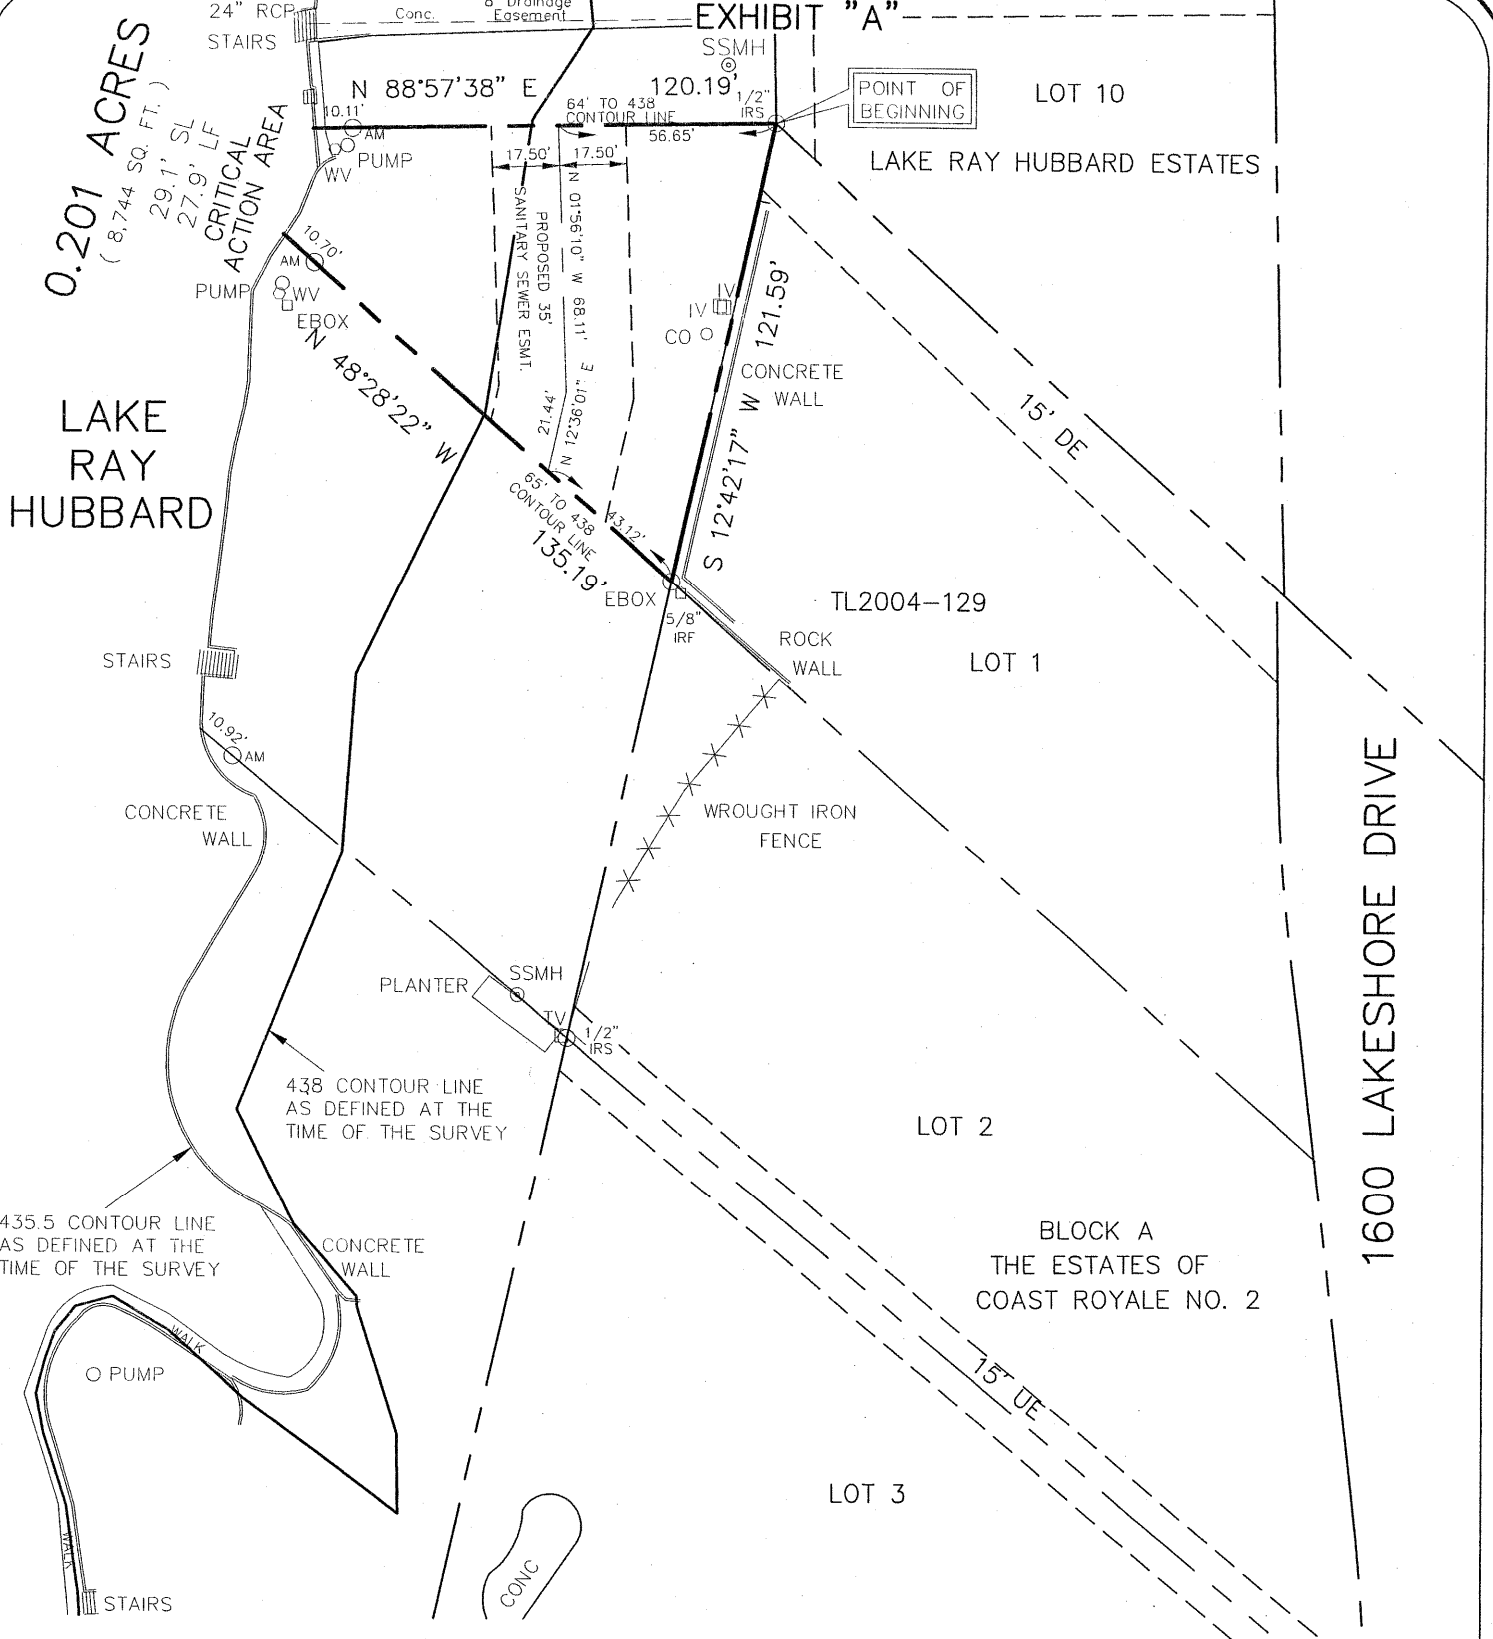 EXHIBIT "A"
24" RCP
STAIRS
Conc.
8' Drainage
Easement
SSMH
0.201 ACRES
( 8,744 SQ. FT. )
29.1' SL
27.9' LF
CRITICAL
ACTION AREA
N 88°57'38" E
120.19'
10.11'
AM
PUMP
WV
64' TO 438
CONTOUR LINE
56.65'
1/2"
IRS
POINT OF
BEGINNING
LOT 10
LAKE RAY HUBBARD ESTATES
17.50'
17.50'
10.70'
AM
PUMP
WV
EBOX
N 48°28'22" W
135.19'
PROPOSED 35'
SANITARY SEWER ESMT.
N 01°56'10" W 68.11'
21.44'
N 12°36'01" E
65' TO 438
CONTOUR LINE
43.12'
IV
IV
CO
S 12°42'17" W 121.59'
CONCRETE
WALL
15' DE
LAKE
RAY
HUBBARD
EBOX
5/8"
IRF
TL2004-129
LOT 1
ROCK
WALL
STAIRS
10.92'
AM
CONCRETE
WALL
WROUGHT IRON
FENCE
1600 LAKESHORE DRIVE
PLANTER
SSMH
TV
1/2"
IRS
438 CONTOUR LINE
AS DEFINED AT THE
TIME OF THE SURVEY
LOT 2
435.5 CONTOUR LINE
AS DEFINED AT THE
TIME OF THE SURVEY
CONCRETE
WALL
BLOCK A
THE ESTATES OF
COAST ROYALE NO. 2
WALK
PUMP
15' UE
LOT 3
WALK
CONC
STAIRS